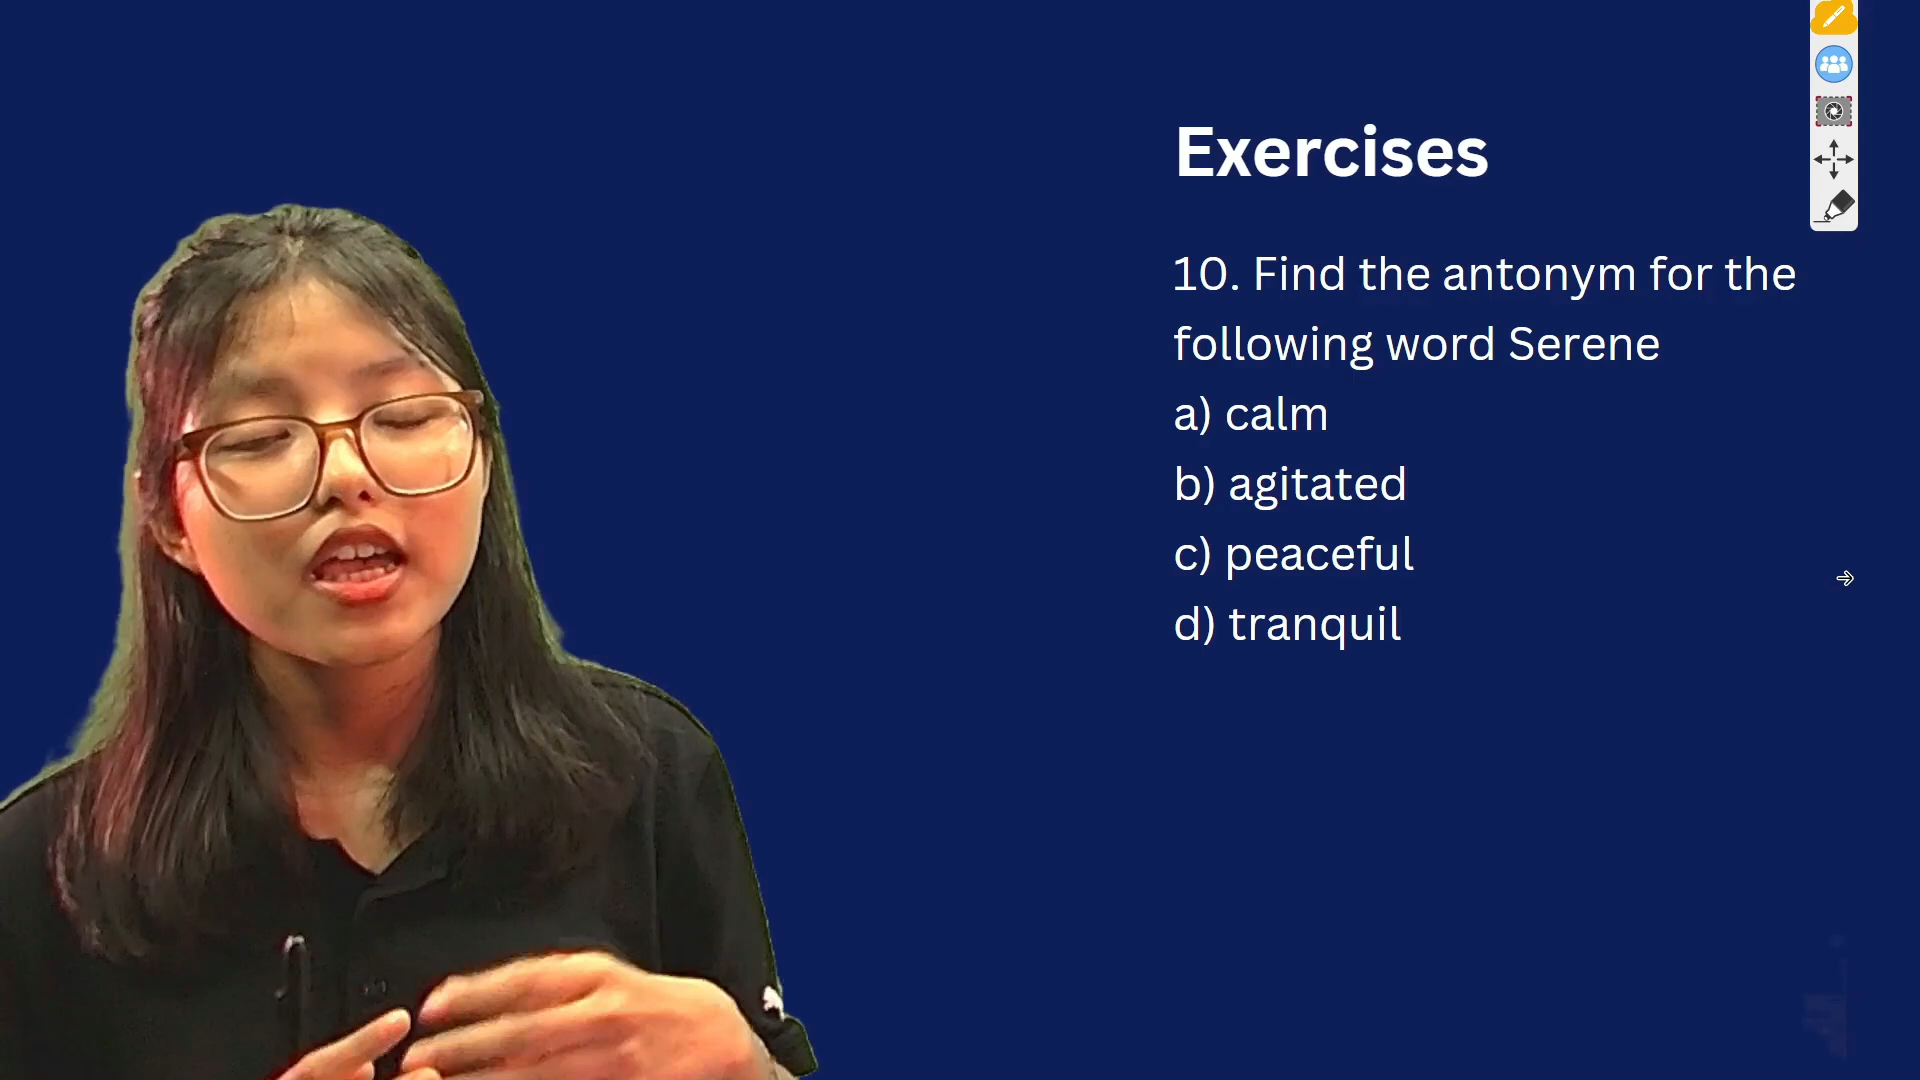 Exercises
10. Find the antonym for the
following word Serene
a) calm
b) agitated
c) peaceful
d) tranquil